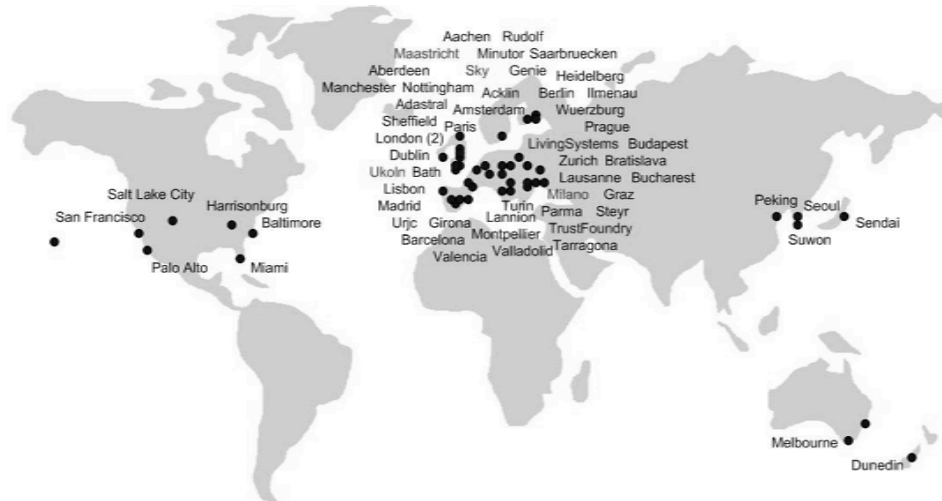 Aachen Rudolf
Maastricht Minutor Saarbruecken
Aberdeen Sky Genie Heidelberg
Manchester Nottingham Acklin Berlin Ilmenau
Adastral Amsterdam Wuerzburg
Sheffield Paris Prague
London (2) LivingSystems Budapest
Dublin Zurich Bratislava
Ukoln Bath Lausanne Bucharest
Lisbon Milano Graz
Madrid Turin Parma Steyr
Urjc Girona Lannion TrustFoundry
Barcelona Montpellier Tarragona
Valencia Valladolid
Salt Lake City
San Francisco Harrisonburg
Baltimore
Palo Alto Miami
Peking Seoul
Sendai
Suwon
Melbourne
Dunedin